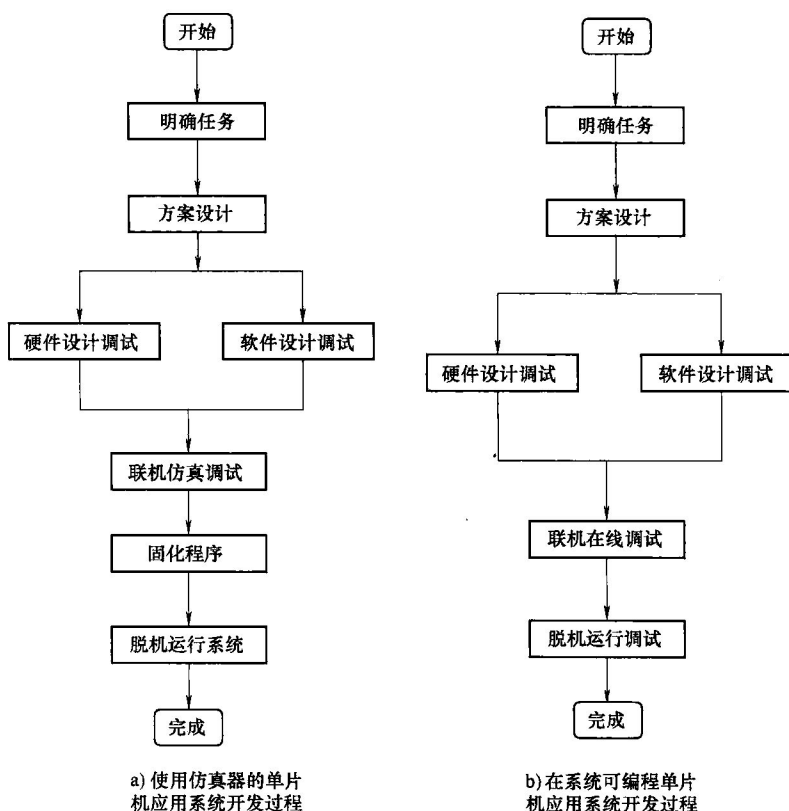 开始
明确任务
方案设计
硬件设计调试
软件设计调试
联机仿真调试
固化程序
脱机运行系统
完成
a) 使用仿真器的单片
机应用系统开发过程
开始
明确任务
方案设计
硬件设计调试
软件设计调试
联机在线调试
脱机运行调试
完成
b) 在系统可编程单片
机应用系统开发过程